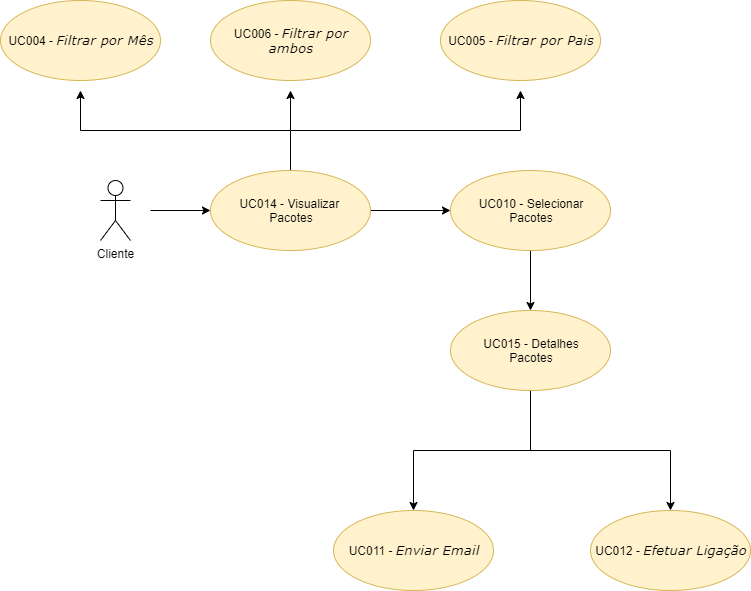 UC004 - Filtrar por Mês
UC006 - Filtrar por
ambos
UC005 - Filtrar por Pais
UC014 - Visualizar
Pacotes
UC010 - Selecionar
Pacotes
Cliente
UC015 - Detalhes
Pacotes
UC011 - Enviar Email
UC012 - Efetuar Ligação